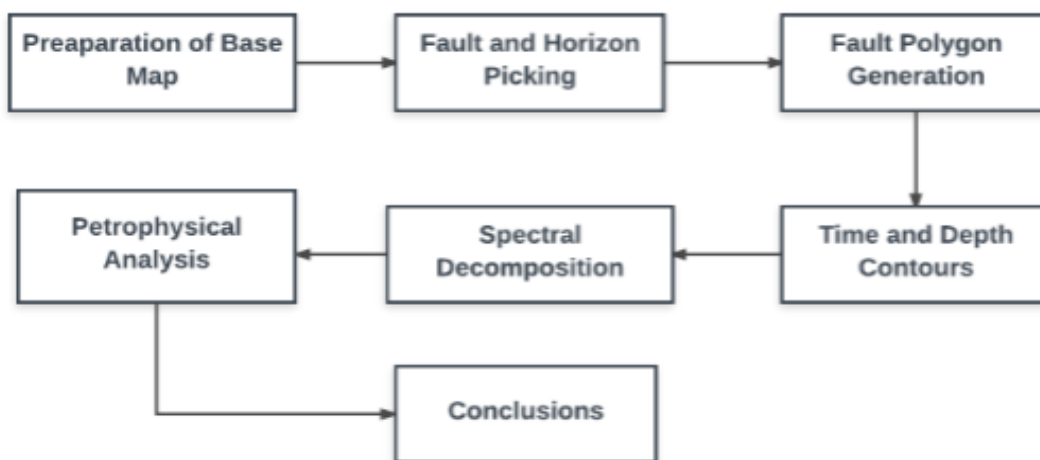 Preaparation of Base
Map
Fault and Horizon
Picking
Fault Polygon
Generation
Time and Depth
Contours
Spectral
Decomposition
Petrophysical
Analysis
Conclusions